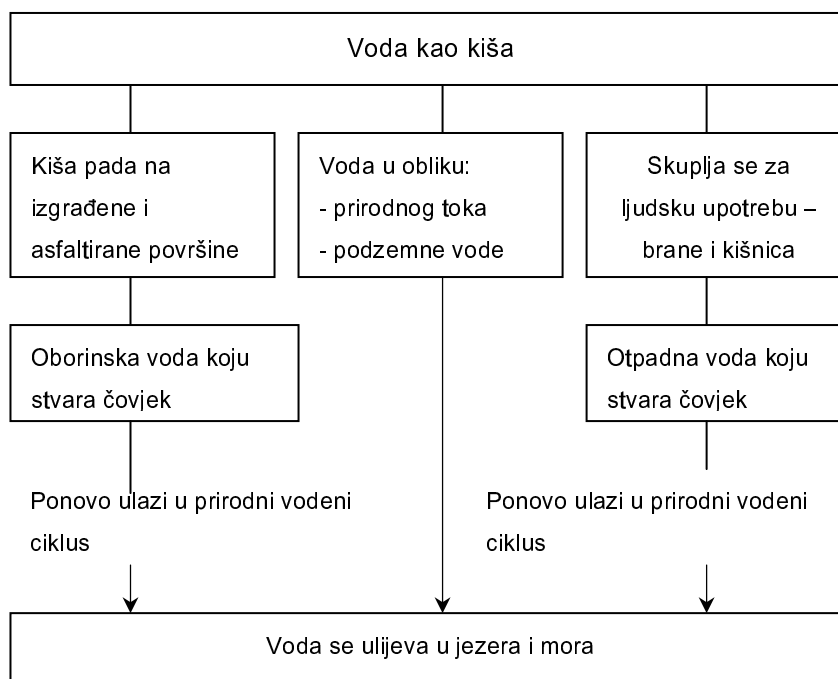 Voda kao kiša
Kiša pada na
izgrađene i
asfaltirane površine
Voda u obliku:
- prirodnog toka
- podzemne vode
Skuplja se za
ljudsku upotrebu –
brane i kišnica
Oborinska voda koju
stvara čovjek
Otpadna voda koju
stvara čovjek
Ponovo ulazi u prirodni vodeni
ciklus
Ponovo ulazi u prirodni vodeni
ciklus
Voda se ulijeva u jezera i mora